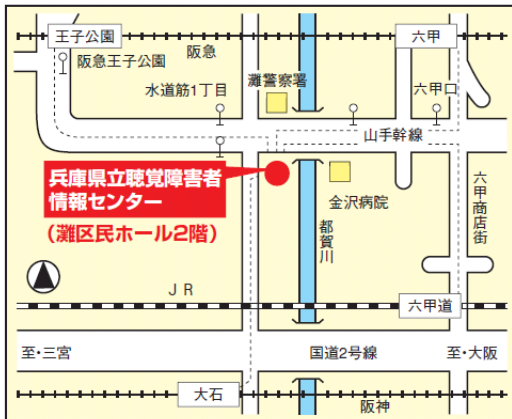 王子公園
阪急
六甲
阪急王子公園
灘警察署
水道筋1丁目
六甲口
山手幹線
兵庫県立聴覚障害者
情報センター
(灘区民ホール2階)
金沢病院
六甲商店街
都賀川
JR
六甲道
至・三宮
国道2号線
至・大阪
大石
阪神